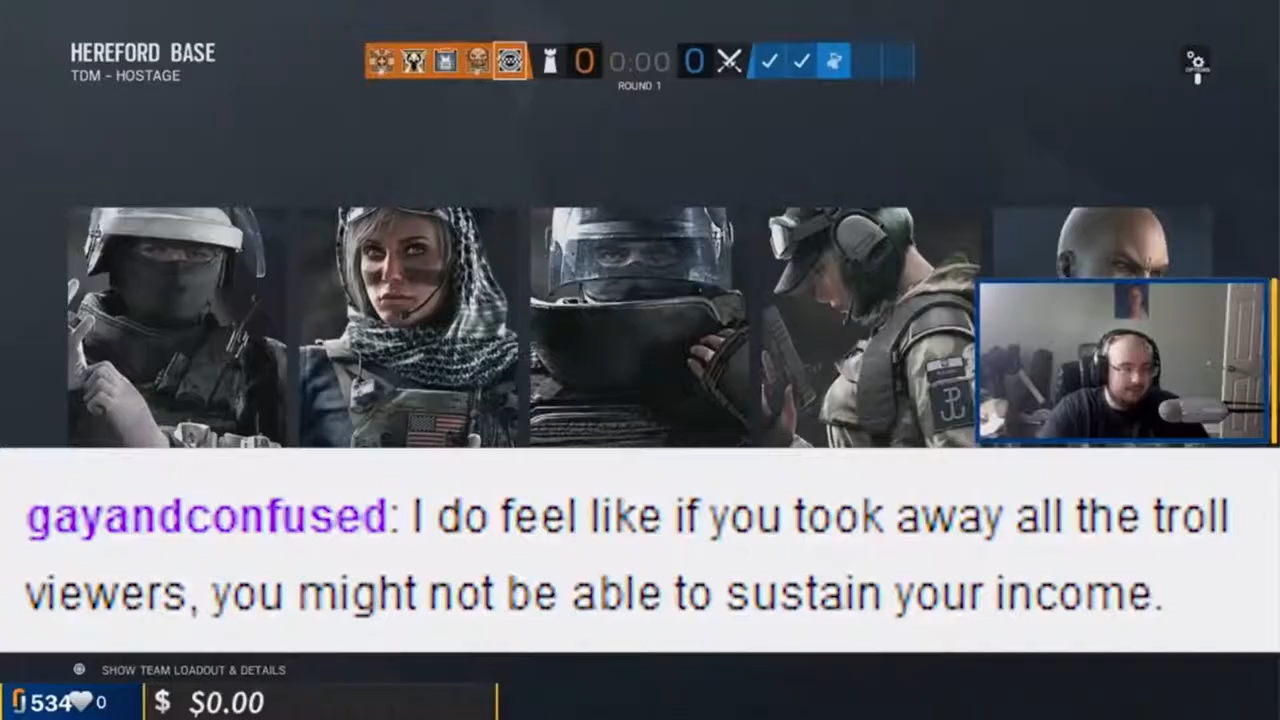 HEREFORD BASE
TDM - HOSTAGE
0 0:00 0
ROUND 1
OPTIONS
gayandconfused: I do feel like if you took away all the troll
viewers, you might not be able to sustain your income.
SHOW TEAM LOADOUT & DETAILS
534 0 $ $0.00